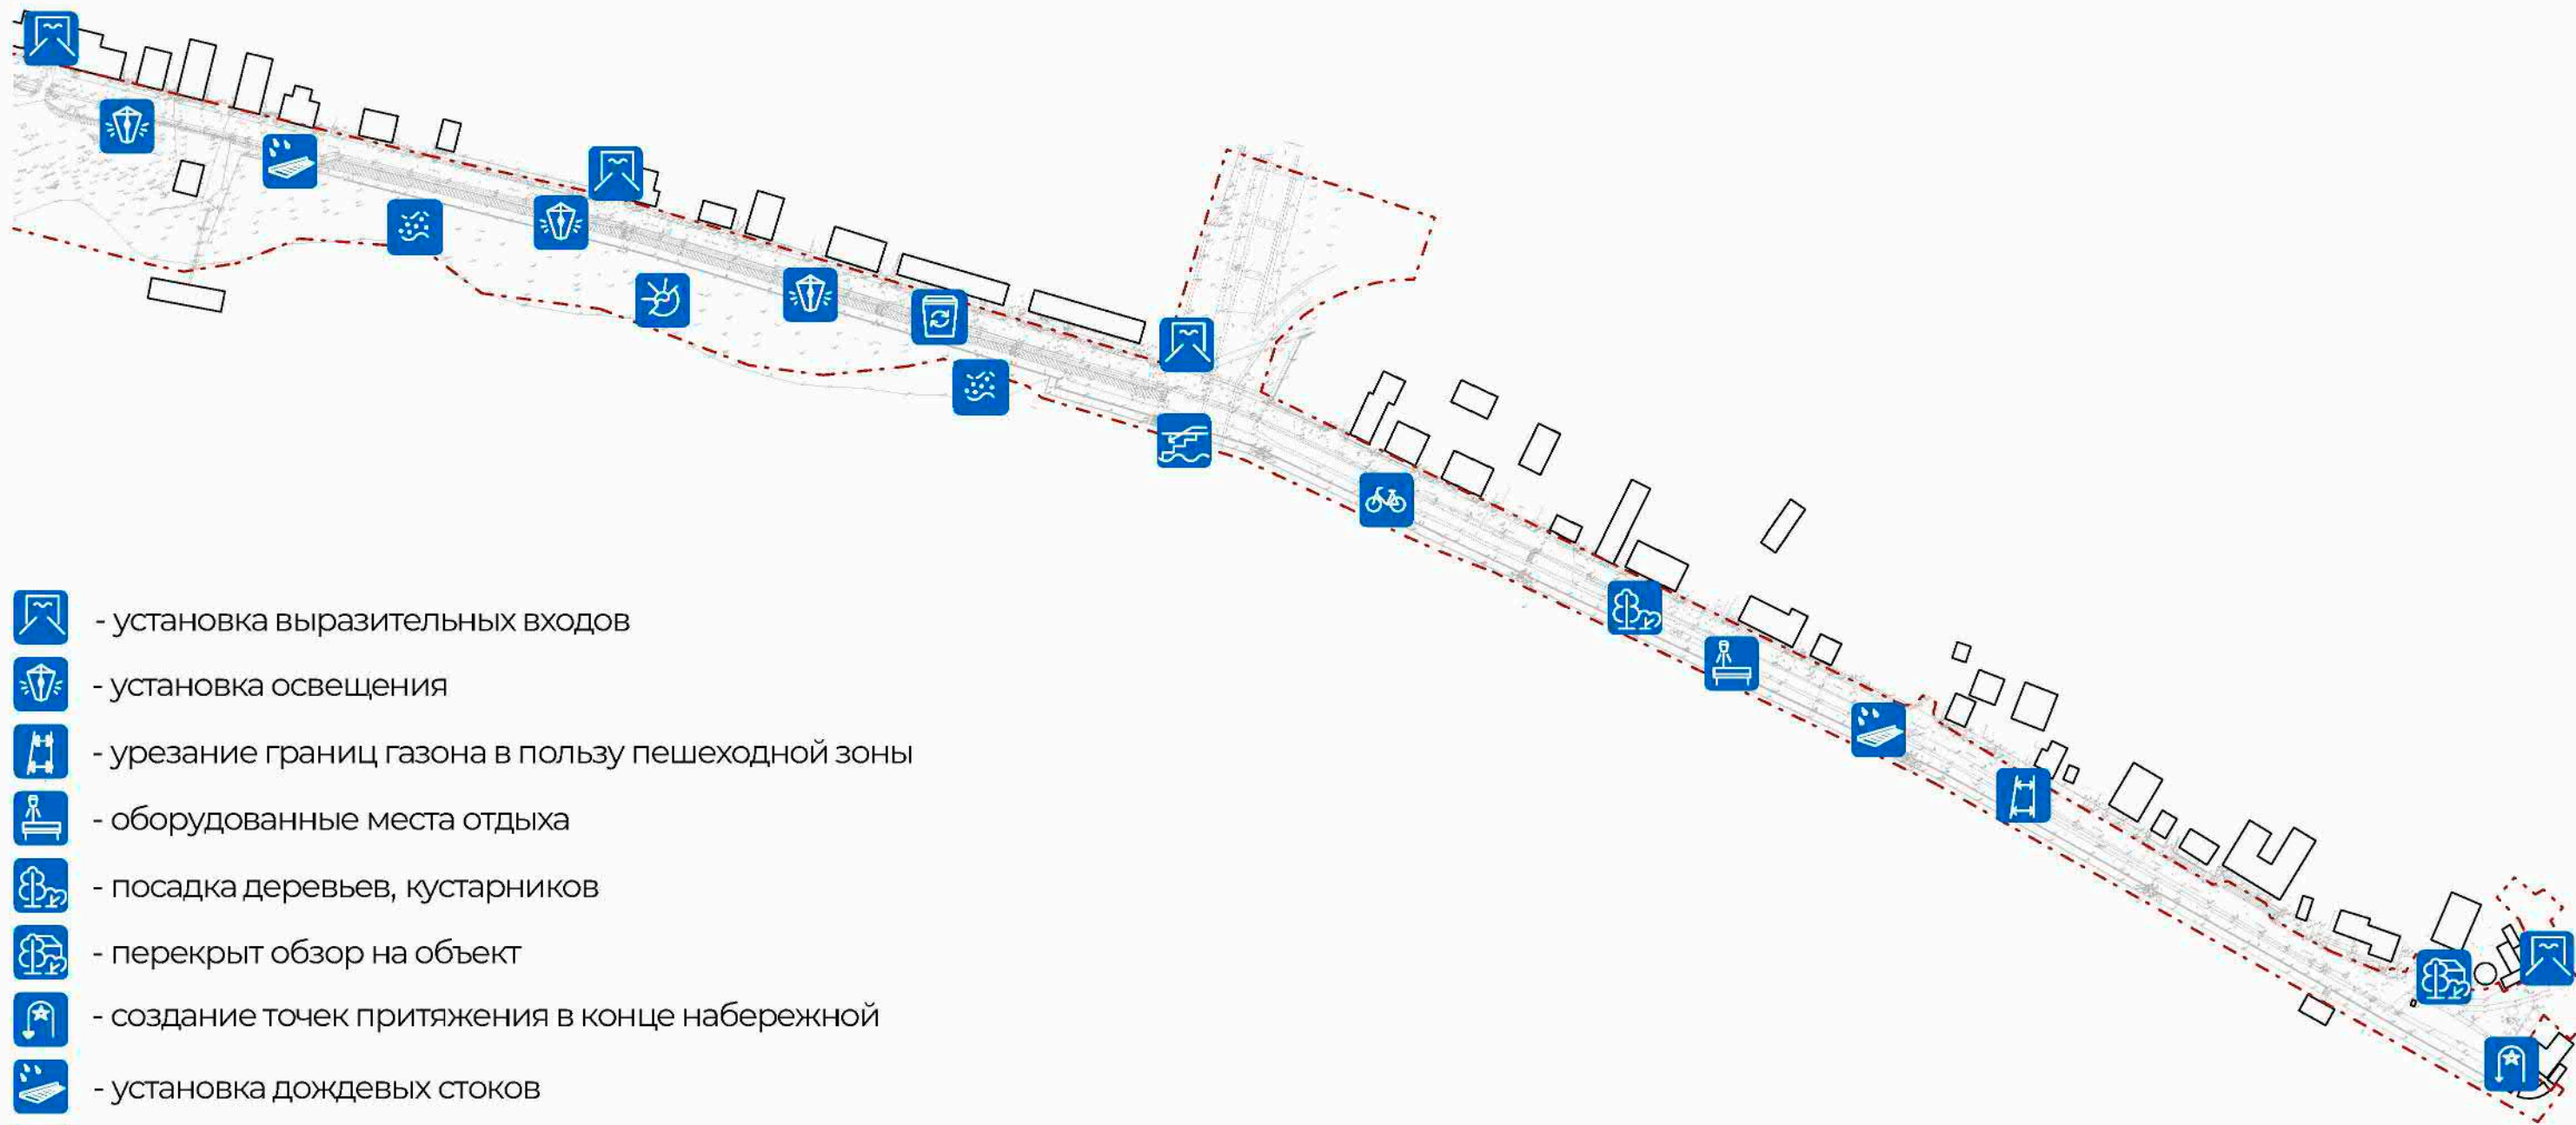 - установка выразительных входов
- установка освещения
- урезание границ газона в пользу пешеходной зоны
- оборудованные места отдыха
- посадка деревьев, кустарников
- перекрыт обзор на объект
- создание точек притяжения в конце набережной
- установка дождевых стоков